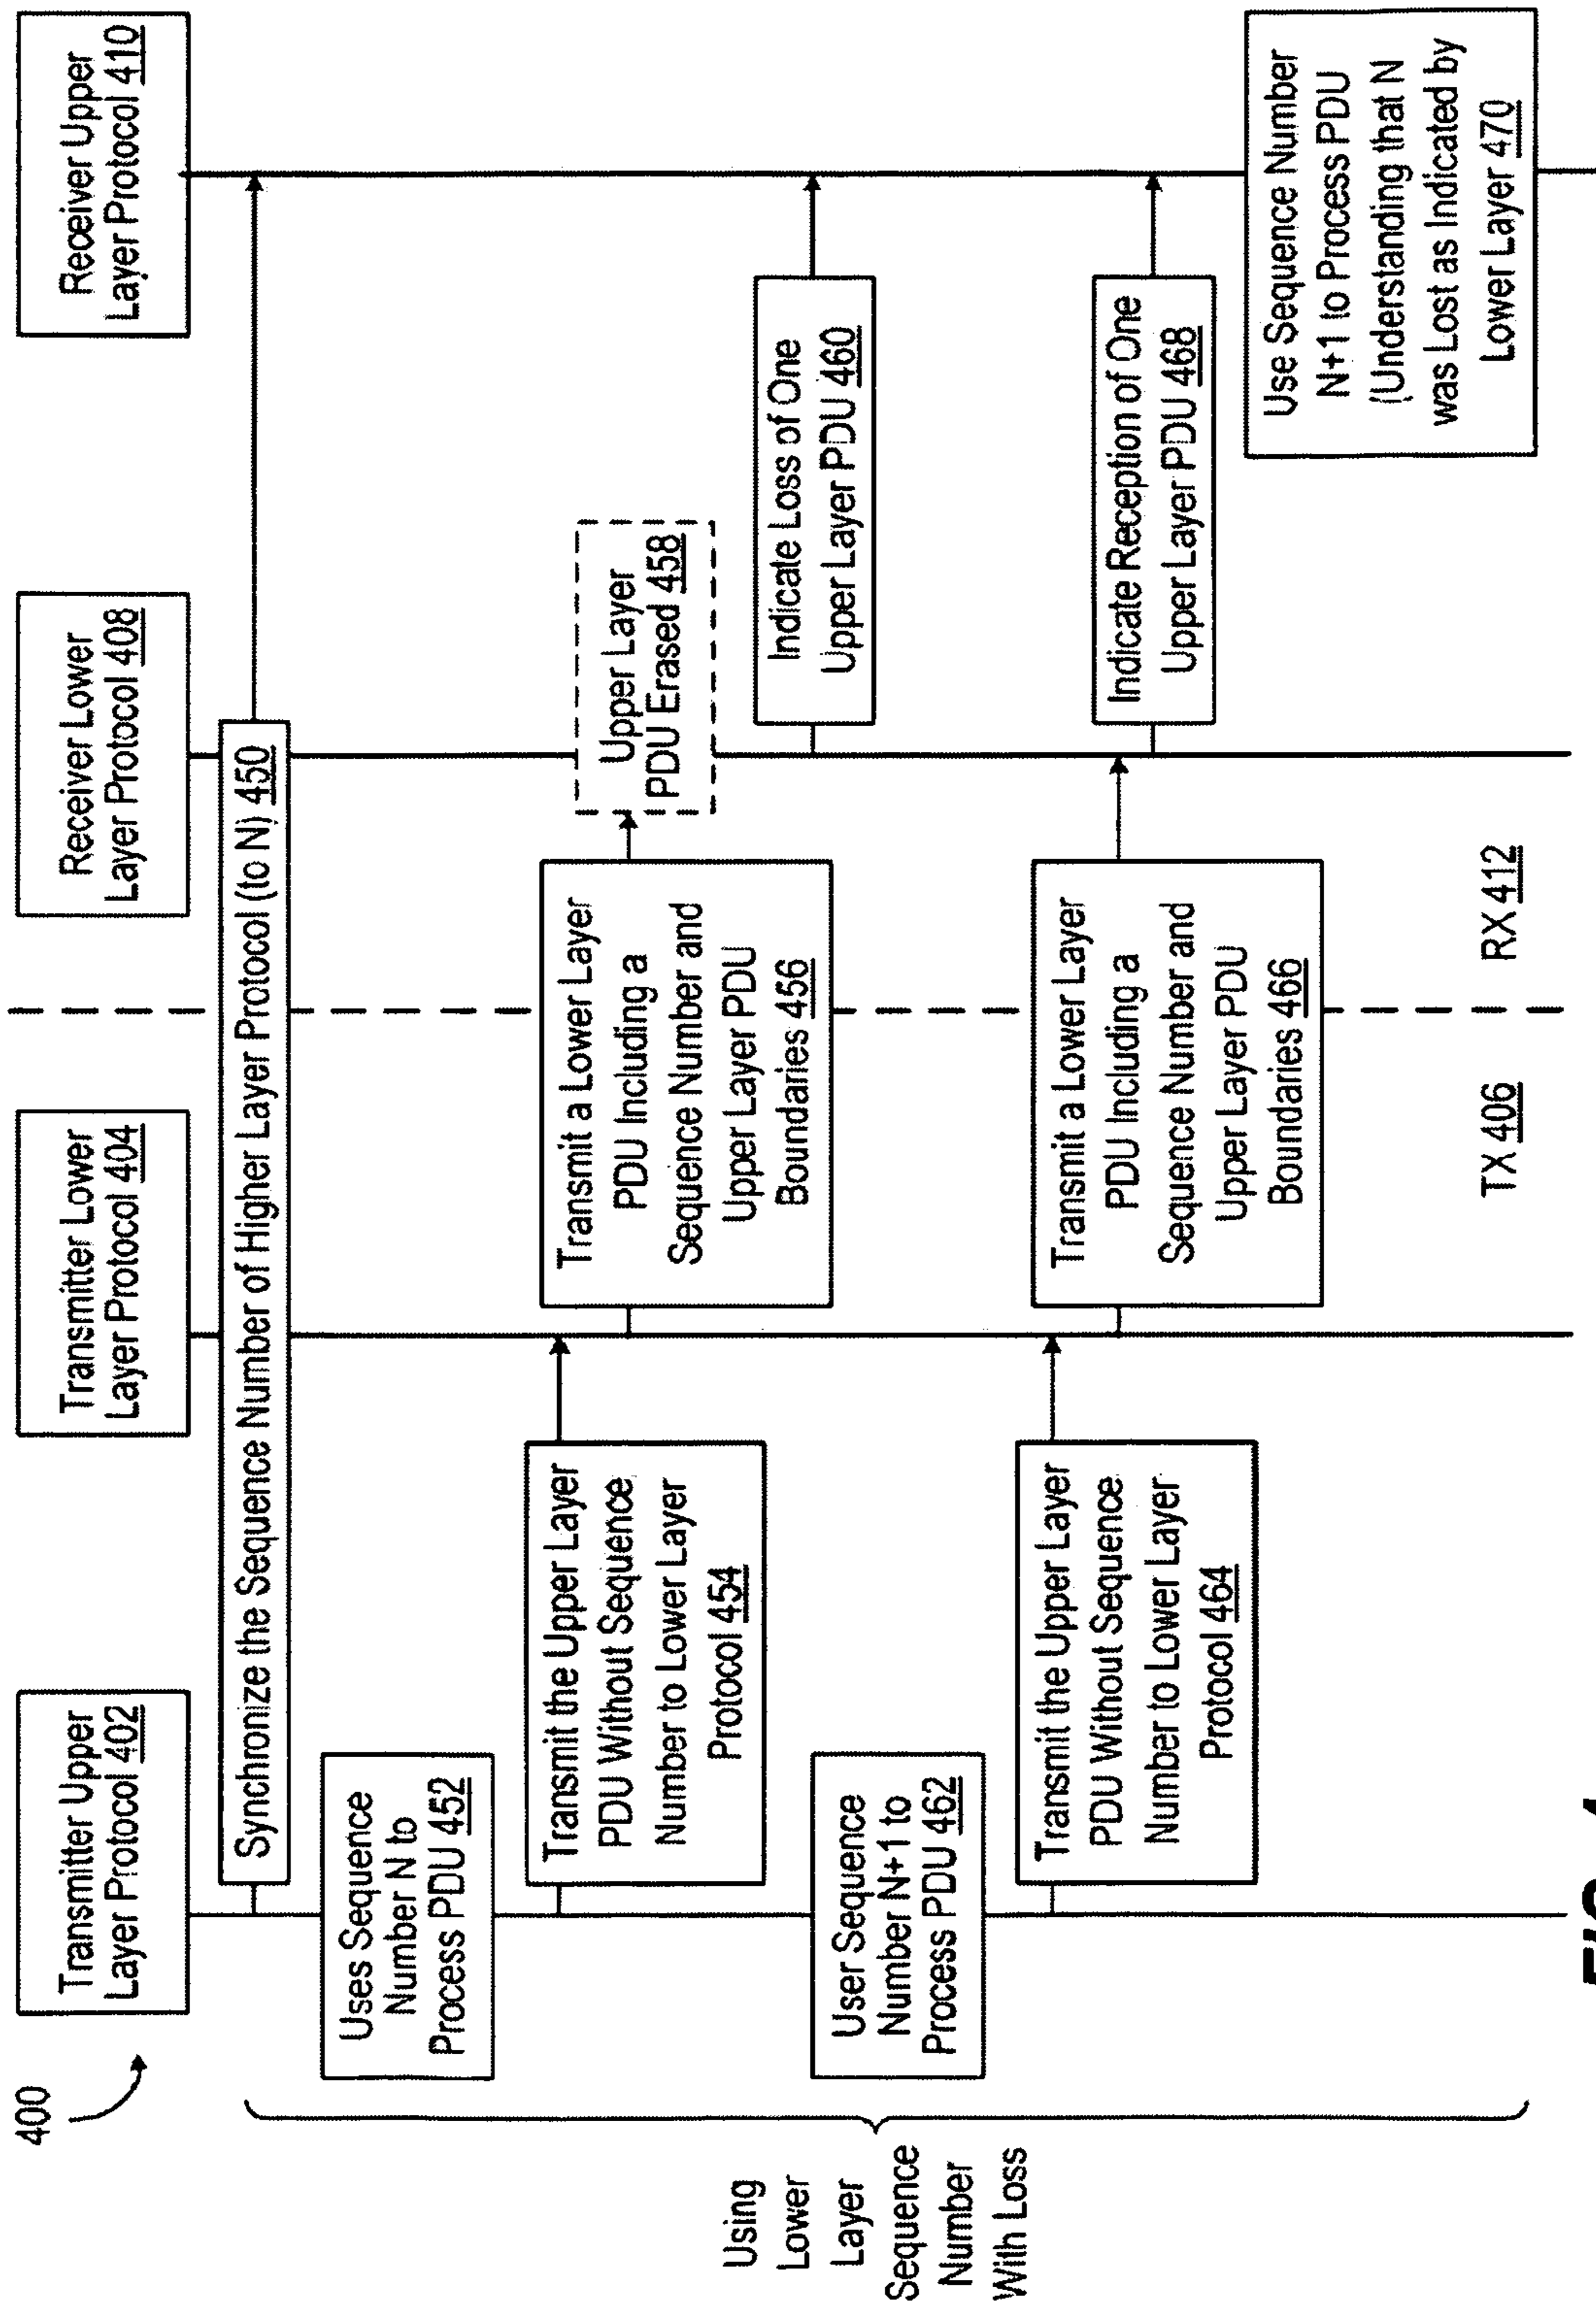 400
Transmitter Upper
Layer Protocol 402
Transmitter Lower
Layer Protocol 404
Receiver Lower
Layer Protocol 408
Receiver Upper
Layer Protocol 410
Synchronize the Sequence Number of Higher Layer Protocol (to N) 450
Uses Sequence
Number N to
Process PDU 452
Transmit the Upper Layer
PDU Without Sequence
Number to Lower Layer
Protocol 454
Transmit a Lower Layer
PDU Including a
Sequence Number and
Upper Layer PDU
Boundaries 456
Upper Layer
PDU Erased 458
Indicate Loss of One
Upper Layer PDU 460
User Sequence
Number N+1 to
Process PDU 462
Transmit the Upper Layer
PDU Without Sequence
Number to Lower Layer
Protocol 464
Transmit a Lower Layer
PDU Including a
Sequence Number and
Upper Layer PDU
Boundaries 466
Indicate Reception of One
Upper Layer PDU 468
Use Sequence Number
N+1 to Process PDU
(Understanding that N
was Lost as Indicated by
Lower Layer 470
Using
Lower
Layer
Sequence
Number
With Loss
TX 406
RX 412